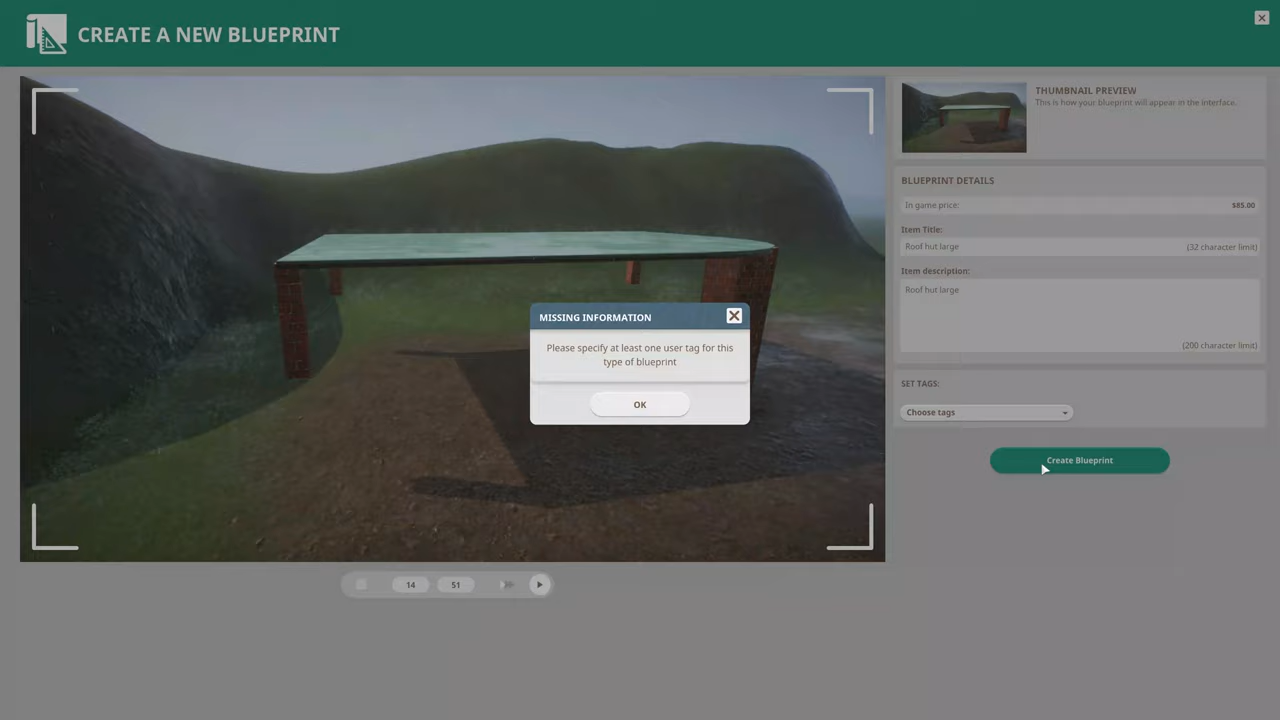 CREATE A NEW BLUEPRINT
THUMBNAIL PREVIEW
This is how your blueprint will appear in the interface.
BLUEPRINT DETAILS
In game price:
$85.00
Item Title:
Roof hut large
(32 character limit)
Item description:
Roof hut large
(200 character limit)
SET TAGS:
Choose tags
Create Blueprint
MISSING INFORMATION
Please specify at least one user tag for this
type of blueprint
OK
14
51